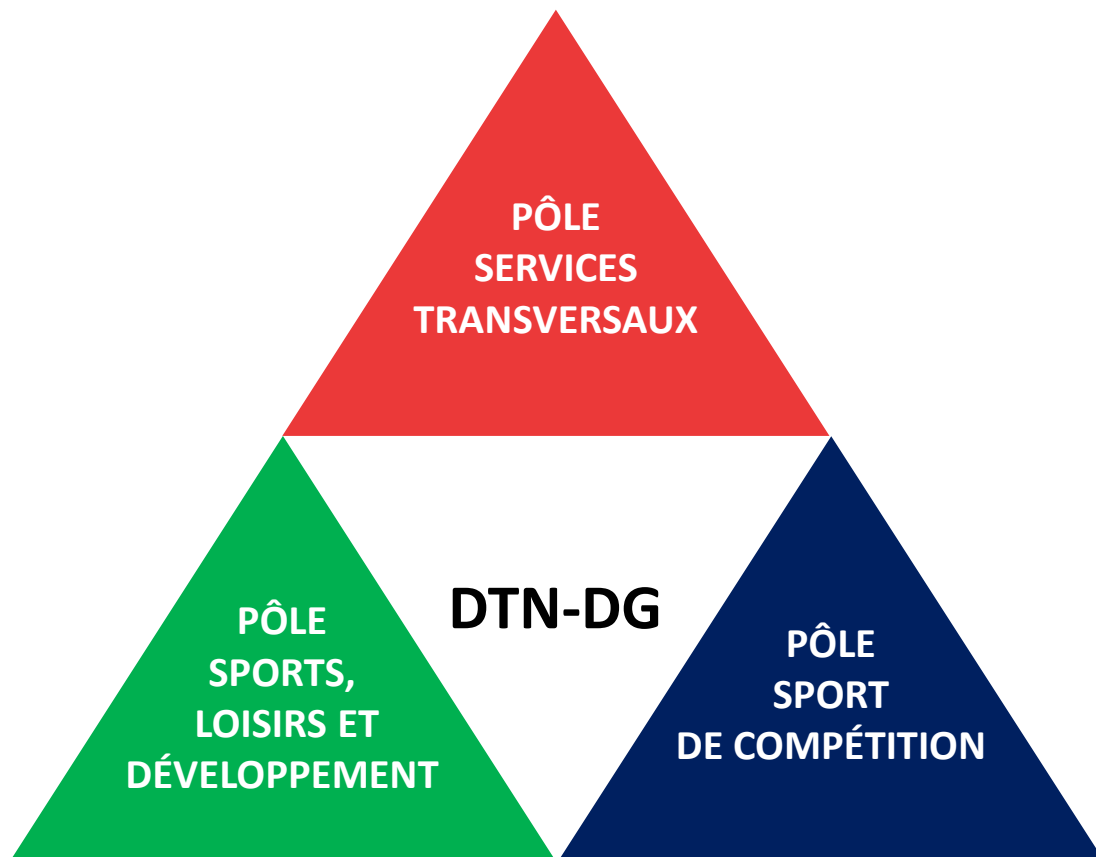 PÔLE
SERVICES
TRANSVERSAUX
DTN-DG
PÔLE
SPORTS,
LOISIRS ET
DÉVELOPPEMENT
PÔLE
SPORT
DE COMPÉTITION